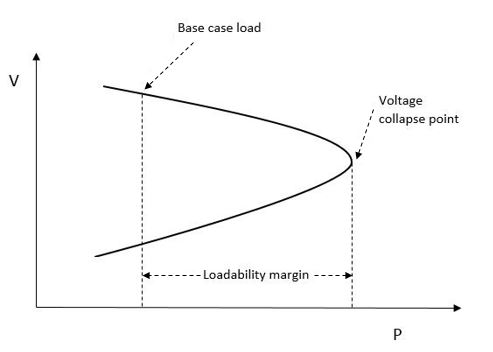 Base case load
V
Voltage
collapse point
Loadability margin
P